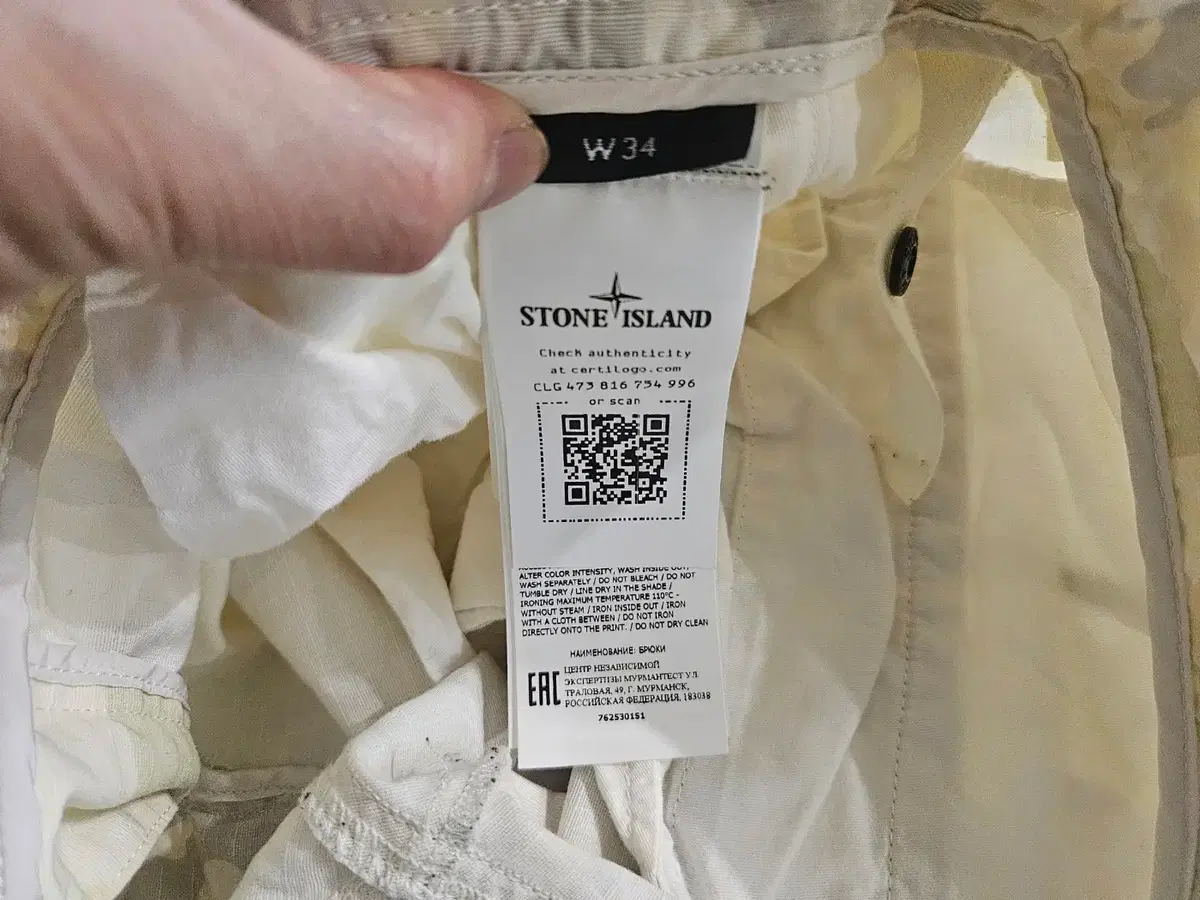 W 34
STONE ISLAND
Check authenticity
at certilogo.com
CLG 473 816 754 996
or scan
ALTER COLOR INTENSITY, WASH INSIDE OUT,
WASH SEPARATELY / DO NOT BLEACH / DO NOT
TUMBLE DRY / LINE DRY IN THE SHADE /
IRONING MAXIMUM TEMPERATURE 110°C -
WITHOUT STEAM / IRON INSIDE OUT / IRON
WITH A CLOTH BETWEEN / DO NOT IRON
DIRECTLY ONTO THE PRINT. / DO NOT DRY CLEAN
НАИМЕНОВАНИЕ: БРЮКИ
EAC
ЦЕНТР НЕЗАВИСИМОЙ
ЭКСПЕРТИЗЫ МУРМАНТЕСТ УЛ.
ТРАЛОВАЯ, 49, Г. МУРМАНСК,
РОССИЙСКАЯ ФЕДЕРАЦИЯ, 183038
7625301S1